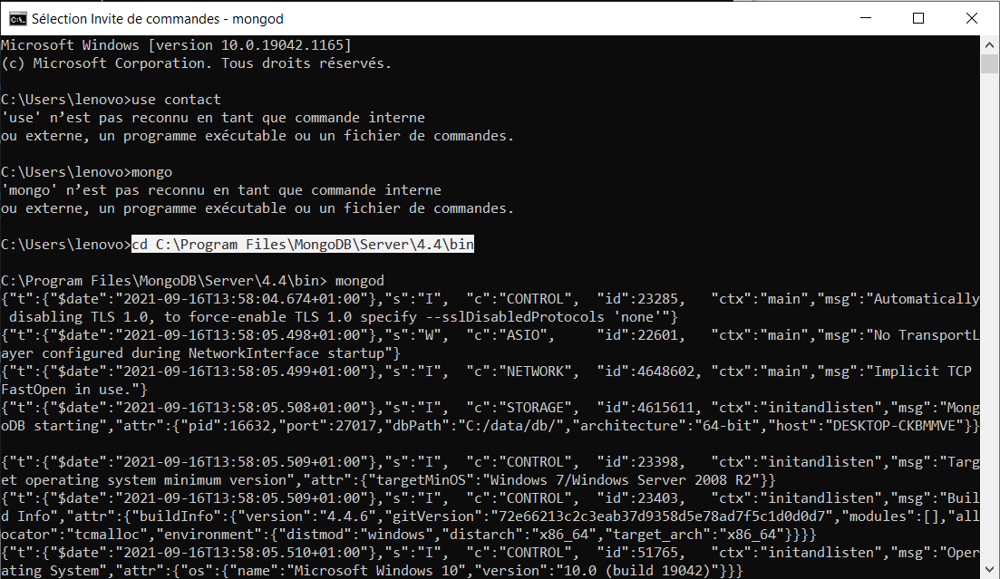 Sélection Invite de commandes - mongod
Microsoft Windows [version 10.0.19042.1165]
(c) Microsoft Corporation. Tous droits réservés.
C:\Users\lenovo>use contact
'use' n’est pas reconnu en tant que commande interne
ou externe, un programme exécutable ou un fichier de commandes.
C:\Users\lenovo>mongo
'mongo' n’est pas reconnu en tant que commande interne
ou externe, un programme exécutable ou un fichier de commandes.
C:\Users\lenovo>cd C:\Program Files\MongoDB\Server\4.4\bin
C:\Program Files\MongoDB\Server\4.4\bin> mongod
{"t":{"$date":"2021-09-16T13:58:04.674+01:00"},"s":"I",  "c":"CONTROL",  "id":23285,   "ctx":"main","msg":"Automatically
 disabling TLS 1.0, to force-enable TLS 1.0 specify --sslDisabledProtocols 'none'"}
{"t":{"$date":"2021-09-16T13:58:05.498+01:00"},"s":"W",  "c":"ASIO",     "id":22601,   "ctx":"main","msg":"No TransportL
ayer configured during NetworkInterface startup"}
{"t":{"$date":"2021-09-16T13:58:05.499+01:00"},"s":"I",  "c":"NETWORK",  "id":4648602, "ctx":"main","msg":"Implicit TCP
FastOpen in use."}
{"t":{"$date":"2021-09-16T13:58:05.508+01:00"},"s":"I",  "c":"STORAGE",  "id":4615611, "ctx":"initandlisten","msg":"Mong
oDB starting","attr":{"pid":16632,"port":27017,"dbPath":"C:/data/db/","architecture":"64-bit","host":"DESKTOP-CKBMMVE"}}
{"t":{"$date":"2021-09-16T13:58:05.509+01:00"},"s":"I",  "c":"CONTROL",  "id":23398,   "ctx":"initandlisten","msg":"Targ
et operating system minimum version","attr":{"targetMinOS":"Windows 7/Windows Server 2008 R2"}}
{"t":{"$date":"2021-09-16T13:58:05.509+01:00"},"s":"I",  "c":"CONTROL",  "id":23403,   "ctx":"initandlisten","msg":"Buil
d Info","attr":{"buildInfo":{"version":"4.4.6","gitVersion":"72e66213c2c3eab37d9358d5e78ad7f5c1d0d0d7","modules":[],"all
ocator":"tcmalloc","environment":{"distmod":"windows","distarch":"x86_64","target_arch":"x86_64"}}}}
{"t":{"$date":"2021-09-16T13:58:05.510+01:00"},"s":"I",  "c":"CONTROL",  "id":51765,   "ctx":"initandlisten","msg":"Oper
ating System","attr":{"os":{"name":"Microsoft Windows 10","version":"10.0 (build 19042)"}}}